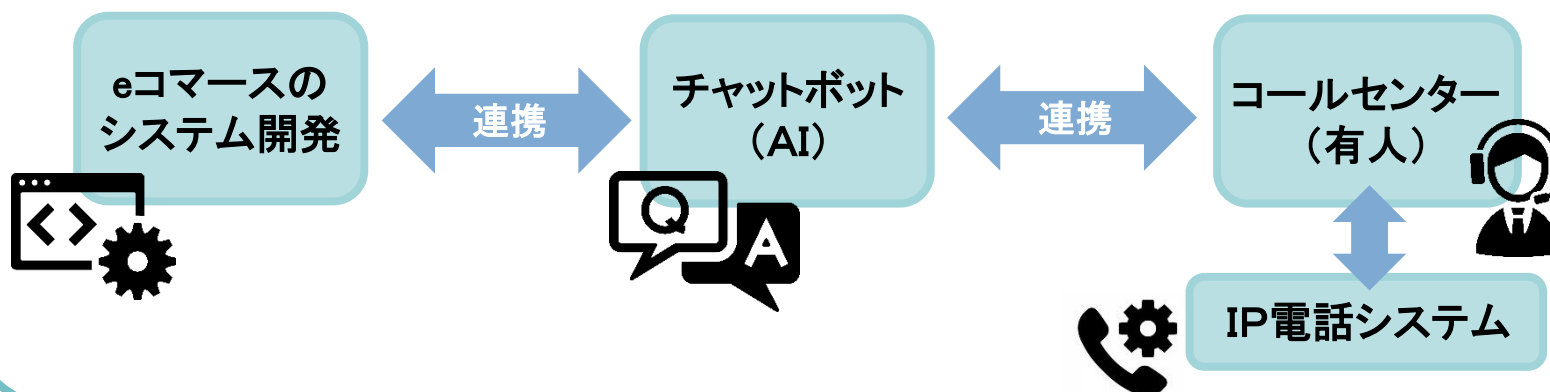 eコマースの
システム開発
連携
チャットボット
（AI）
連携
コールセンター
（有人）
Q
A
IP電話システム